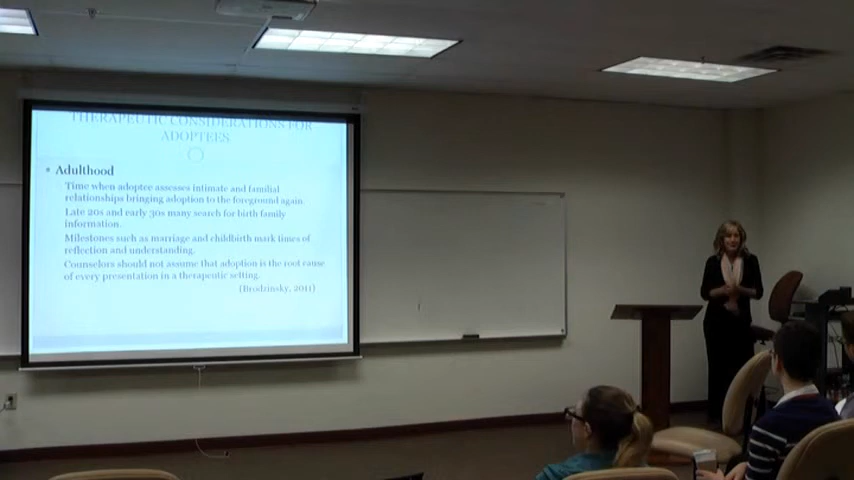 THERAPEUTIC CONSIDERATIONS FOR
ADOPTEES
Adulthood
Time when adoptee assesses intimate and familial
relationships bringing adoption to the foreground again.
Late 20s and early 30s many search for birth family
information.
Milestones such as marriage and childbirth mark times of
reflection and understanding.
Counselors should not assume that adoption is the root cause
of every presentation in a therapeutic setting.
(Brodzinsky, 2011)